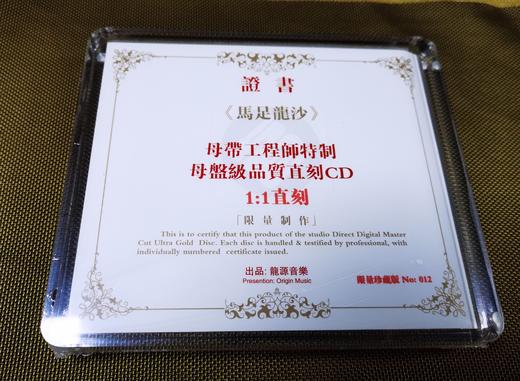 證書
《馬足龍沙》
母帶工程師特制
母盤級品質直刻CD
1:1直刻
「限量制作」
This is to certify that this product of the studio Direct Digital Master
Cut Ultra Gold Disc. Each disc is handled & testified by professional, with
individually numbered certificate issued.
出品: 龍源音樂
Presention: Origin Music
限量珍藏版 No: 012